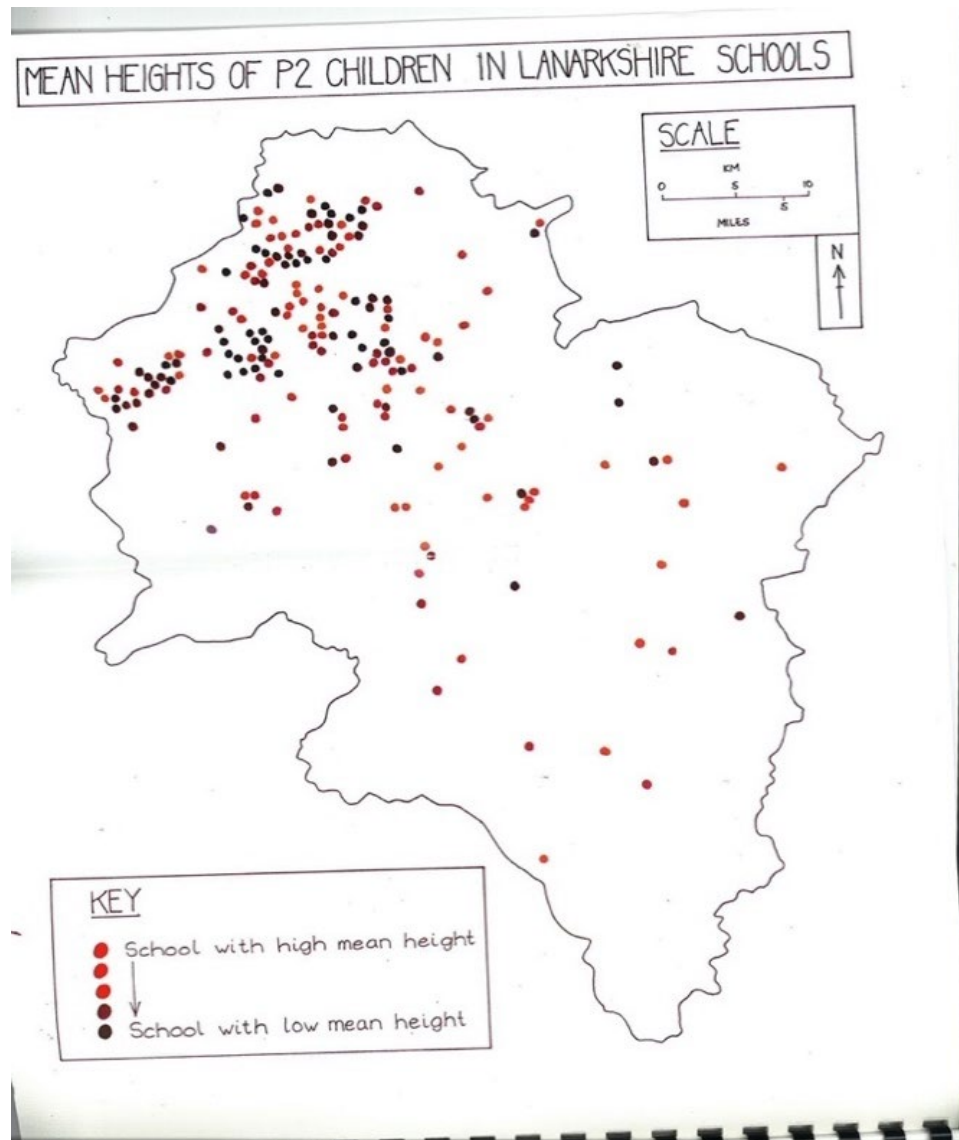 MEAN HEIGHTS OF P2 CHILDREN IN LANARKSHIRE SCHOOLS
SCALE
KM
0 5 10
5
MILES
N
KEY
School with high mean height
School with low mean height